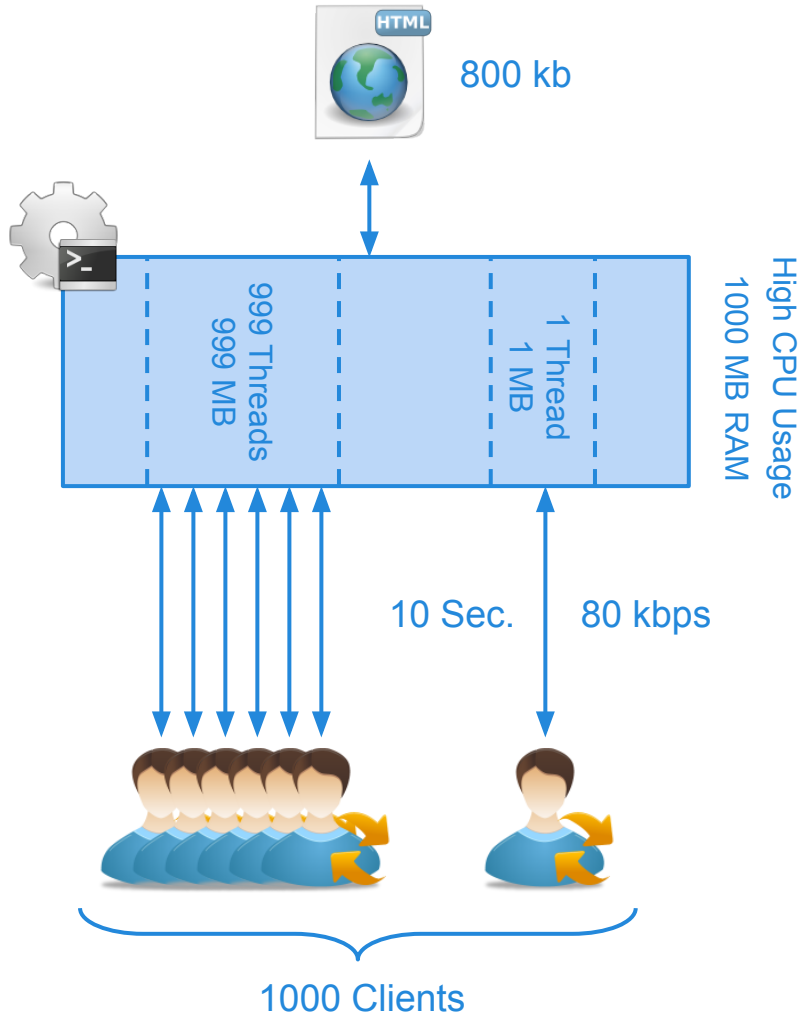 HTML
800 kb
>_
999 Threads
999 MB
1 Thread
1 MB
High CPU Usage
1000 MB RAM
10 Sec.
80 kbps
1000 Clients